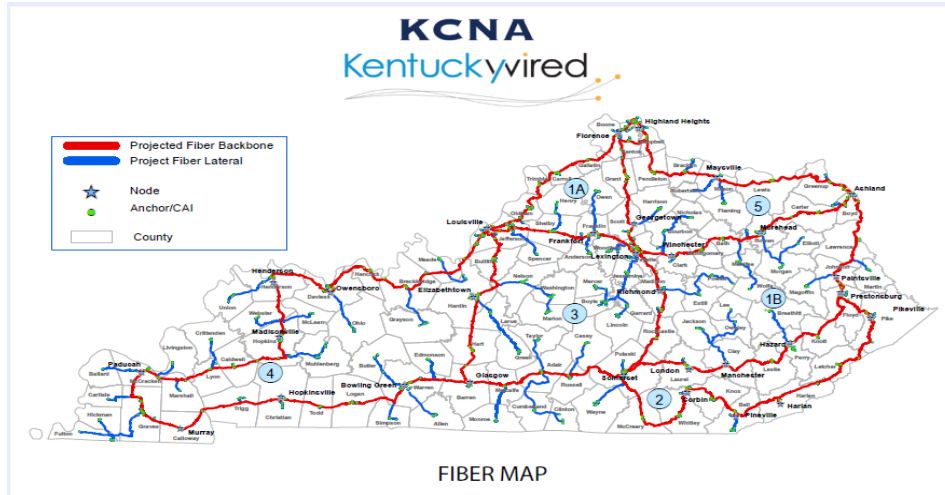 KCNA
Kentuckywired
Projected Fiber Backbone
Project Fiber Lateral
Node
Anchor/CAI
County
Highland Heights
Boone
Florence
Campbell
Kenton
Gallatin
Bracken
Maysville
Trimble
Carroll
Grant
Pendleton
Mason
Lewis
Greenup
Ashland
1A
Owen
Robertson
Henry
Harrison
Fleming
5
Carter
Boyd
Oldham
Louisville
Shelby
Franklin
Scott
Georgetown
Nicholas
Morehead
Rowan
Elliott
Jefferson
Frankfort
Bourbon
Winchester
Bath
Lawrence
Bullitt
Spencer
Anderson
Woodford
Lexington
Fayette
Clark
Montgomery
Menifee
Morgan
Johnson
Paintsville
Martin
Meade
Henderson
Hancock
Breckinridge
Elizabethtown
Nelson
Washington
Mercer
Jessamine
Madison
Richmond
Estill
Wolfe
Magoffin
Prestonsburg
Henderson
Owensboro
Daviess
Hardin
Boyle
Garrard
Lee
1B
Breathitt
Floyd
Pikeville
Pike
Union
Webster
McLean
Ohio
Grayson
Larue
Marion
3
Lincoln
Rockcastle
Jackson
Owsley
Knott
Madisonville
Hopkins
Taylor
Casey
Hazard
Perry
Crittenden
Livingston
Caldwell
Muhlenberg
Butler
Edmonson
Hart
Green
Adair
Pulaski
Clay
Leslie
Letcher
Paducah
Ballard
McCracken
Lyon
4
Bowling Green
Warren
Glasgow
Barren
Metcalfe
Russell
Somerset
London
Laurel
Manchester
Knox
Harlan
Carlisle
Marshall
Hopkinsville
Logan
Hickman
Graves
Trigg
Christian
Todd
Simpson
Allen
Monroe
Cumberland
Clinton
Wayne
2
Corbin
Bell
Pineville
Harlan
Fulton
Calloway
Murray
McCreary
Whitley
FIBER MAP